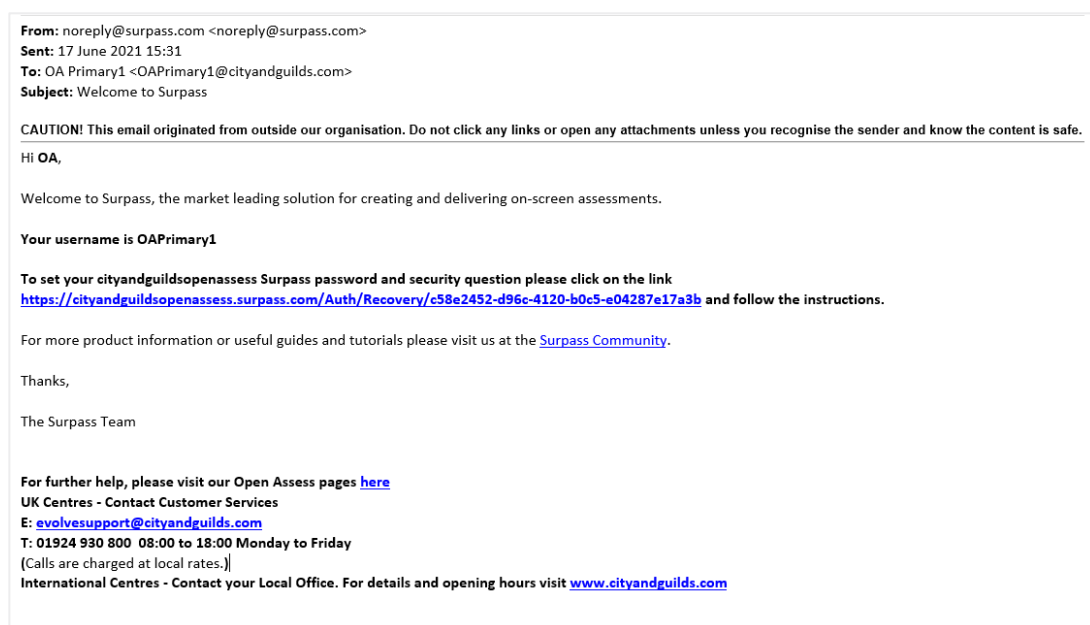 From: noreply@surpass.com <noreply@surpass.com>
Sent: 17 June 2021 15:31
To: OA Primary1 <OAPrimary1@cityandguilds.com>
Subject: Welcome to Surpass
CAUTION! This email originated from outside our organisation. Do not click any links or open any attachments unless you recognise the sender and know the content is safe.
Hi OA,
Welcome to Surpass, the market leading solution for creating and delivering on-screen assessments.
Your username is OAPrimary1
To set your cityandguildsopenassess Surpass password and security question please click on the link
https://cityandguildsopenassess.surpass.com/Auth/Recovery/c58e2452-d96c-4120-b0c5-e04287e17a3b and follow the instructions.
For more product information or useful guides and tutorials please visit us at the Surpass Community.
Thanks,
The Surpass Team
For further help, please visit our Open Assess pages here
UK Centres - Contact Customer Services
E: evolvesupport@cityandguilds.com
T: 01924 930 800  08:00 to 18:00 Monday to Friday
(Calls are charged at local rates.)
International Centres - Contact your Local Office. For details and opening hours visit www.cityandguilds.com